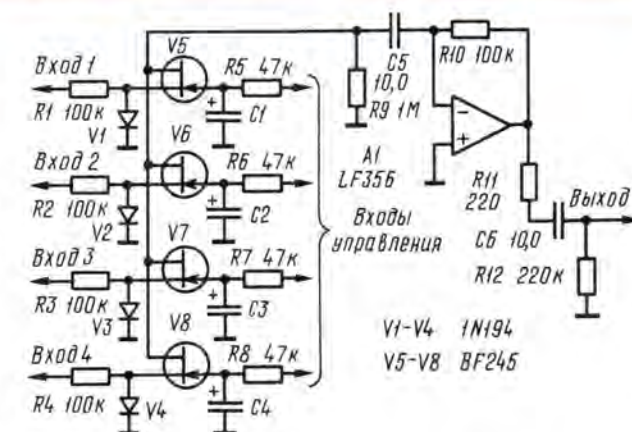 Вход 1
R1 100к
V1
V5
R5 47к
C1
Вход 2
R2 100к
V2
V6
R6 47к
C2
Вход 3
R3 100к
V3
V7
R7 47к
C3
Вход 4
R4 100к
V4
V8
R8 47к
C4
Входы
управления
C5
10,0
R9 1М
R10 100к
A1
LF356
R11
220
C6 10,0
Выход
R12 220к
V1-V4 1N194
V5-V8 BF245